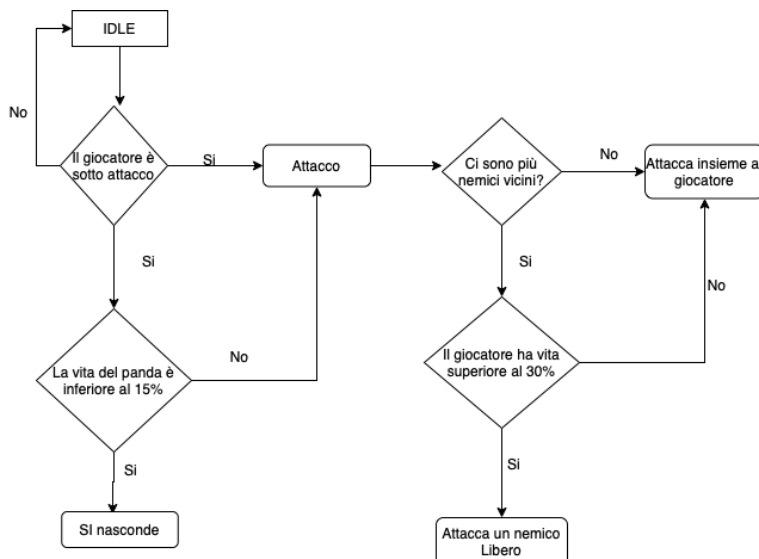 IDLE
No
Il giocatore è
sotto attacco
Si
Attacco
Ci sono più
nemici vicini?
No
Attacca insieme a
giocatore
Si
Si
No
La vita del panda è
inferiore al 15%
No
Il giocatore ha vita
superiore al 30%
Si
Si
SI nasconde
Attacca un nemico
Libero